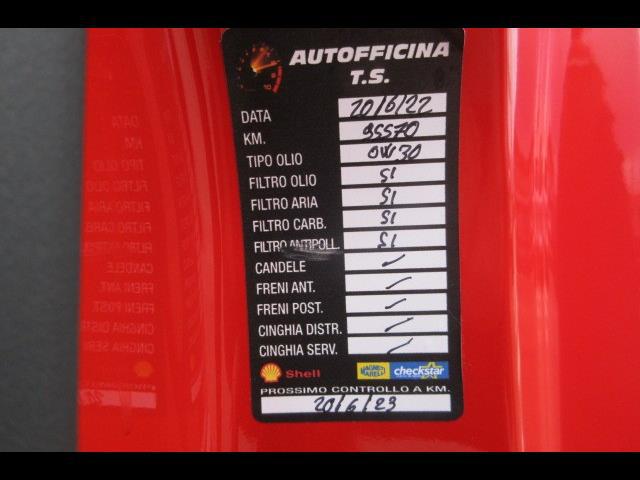 AUTOFFICINA
T.S.
DATA 20/6/22
KM. 95570
TIPO OLIO 0W30
FILTRO OLIO SI
FILTRO ARIA SI
FILTRO CARB. SI
FILTRO ANTIPOLL. SI
CANDELE
FRENI ANT.
FRENI POST.
CINGHIA DISTR.
CINGHIA SERV.
Shell MAGNETI MARELLI checkstar
PROSSIMO CONTROLLO A KM.
20/6/23